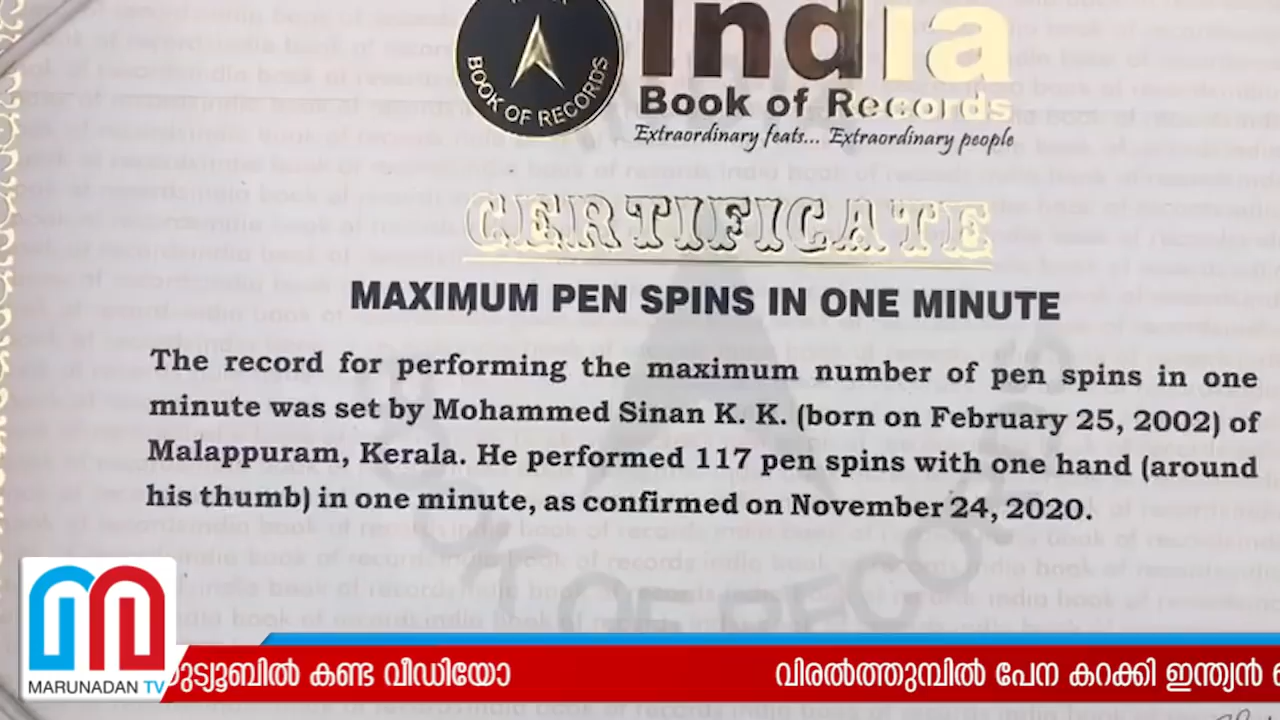 India
Book of Records
Extraordinary feats... Extraordinary people
BOOK OF RECORDS
CERTIFICATE
MAXIMUM PEN SPINS IN ONE MINUTE
The record for performing the maximum number of pen spins in one
minute was set by Mohammed Sinan K. K. (born on February 25, 2002) of
Malappuram, Kerala. He performed 117 pen spins with one hand (around
his thumb) in one minute, as confirmed on November 24, 2020.
MARUNADAN TV
കണ്ട വീഡിയോ
വിരൽത്തുമ്പിൽ പേന കറക്കി ഇന്ത്യൻ